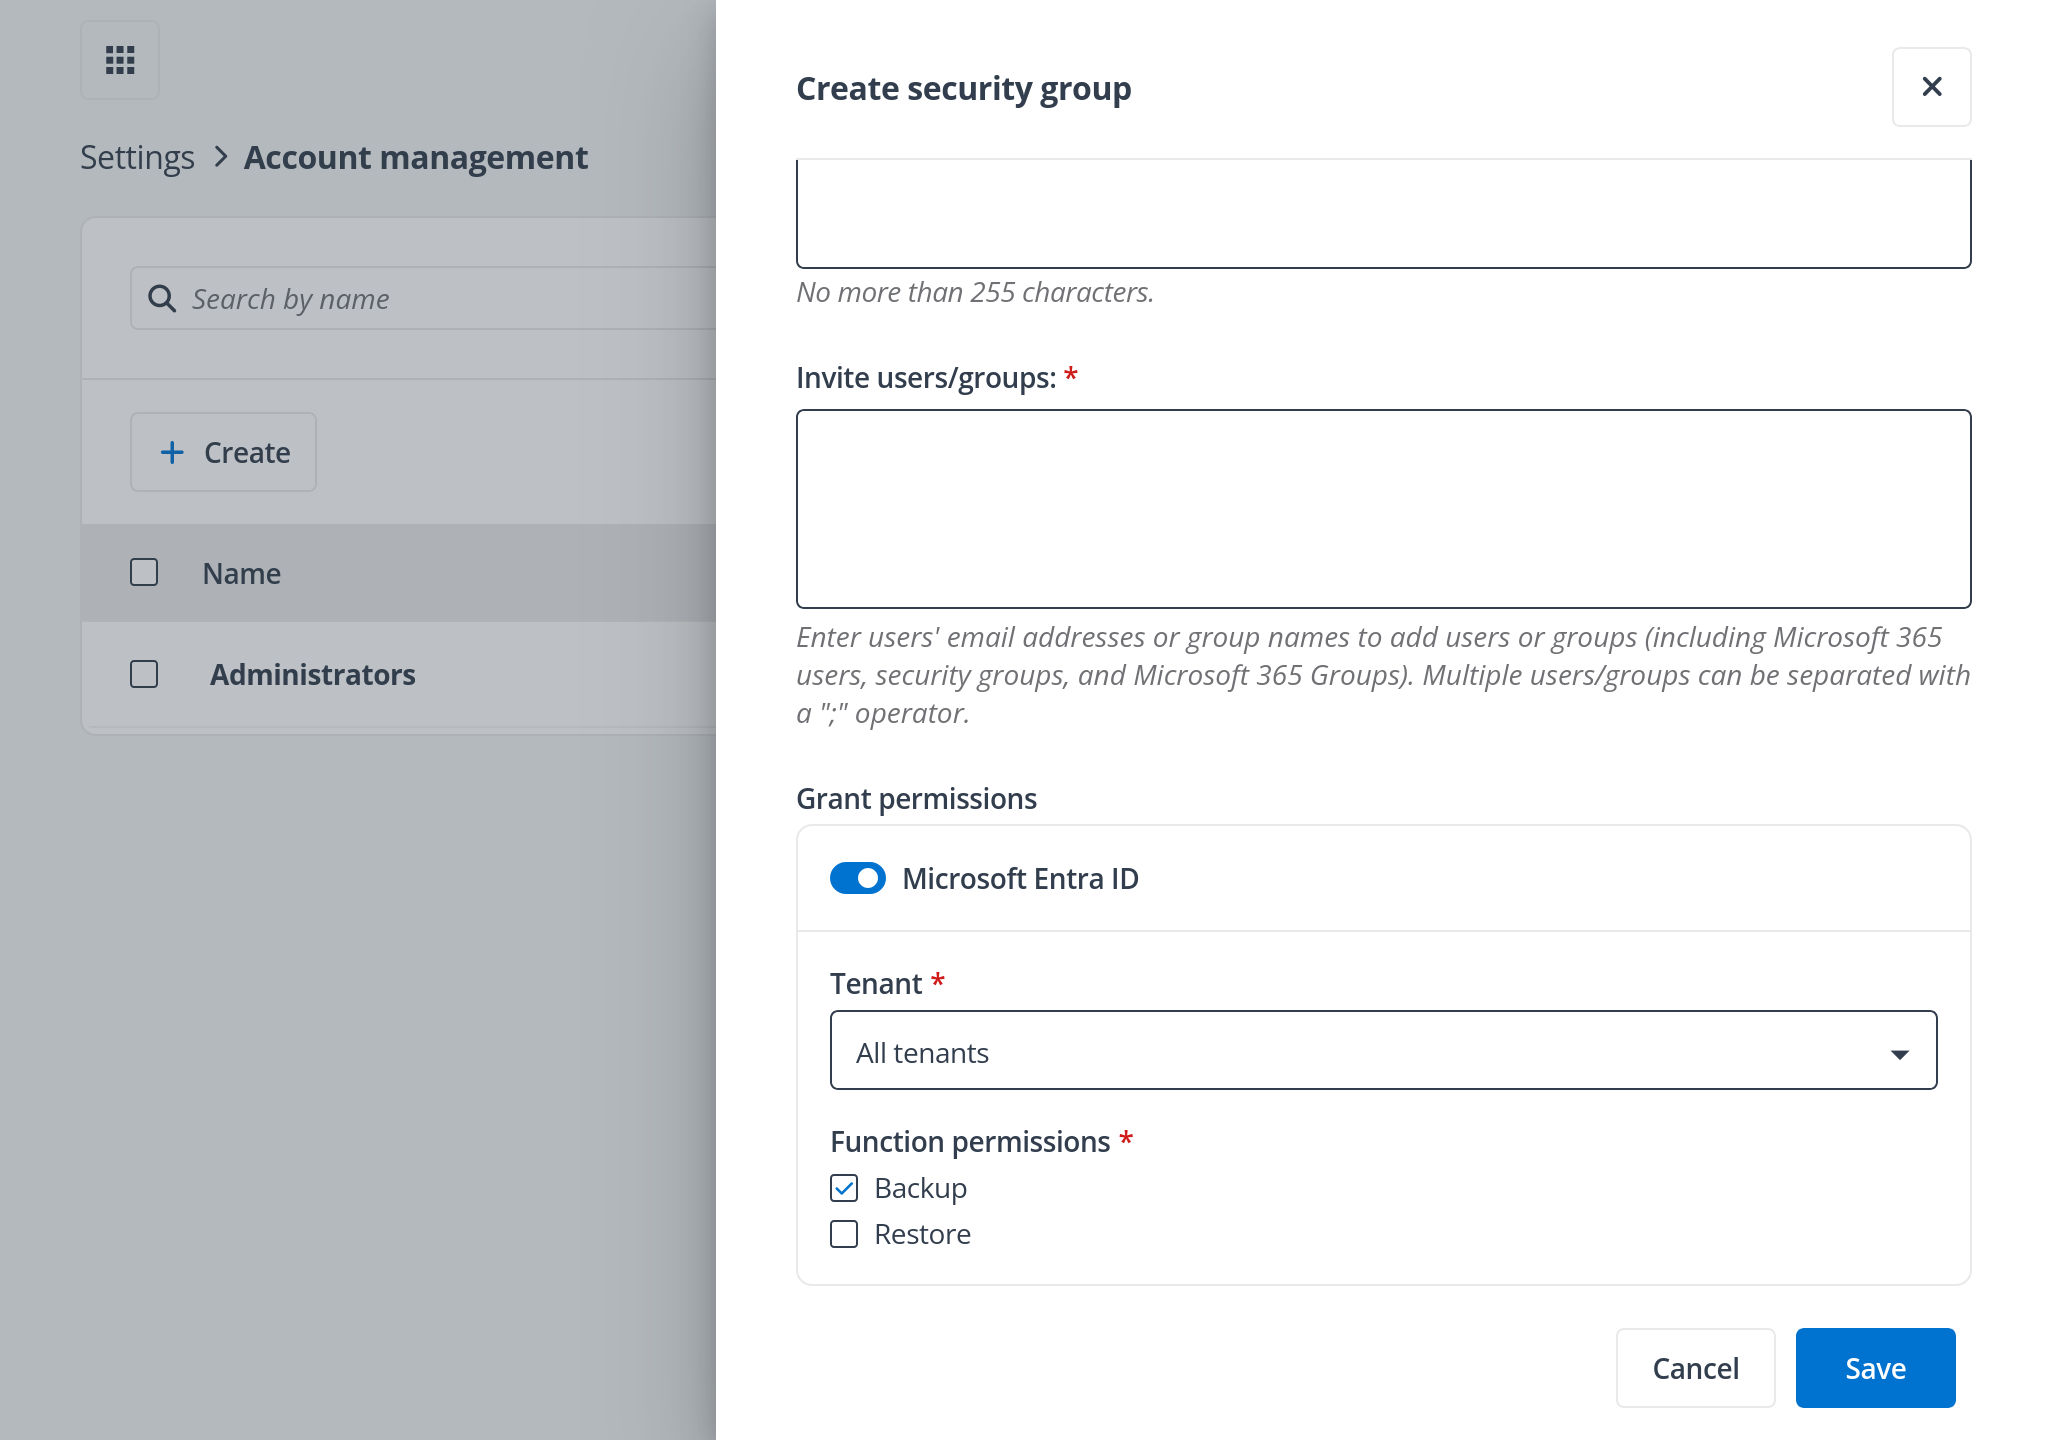 Settings > Account management
Search by name
+ Create
Name
Administrators
Create security group
No more than 255 characters.
Invite users/groups: *
Enter users' email addresses or group names to add users or groups (including Microsoft 365
users, security groups, and Microsoft 365 Groups). Multiple users/groups can be separated with
a ";" operator.
Grant permissions
Microsoft Entra ID
Tenant *
All tenants
Function permissions *
Backup
Restore
Cancel
Save